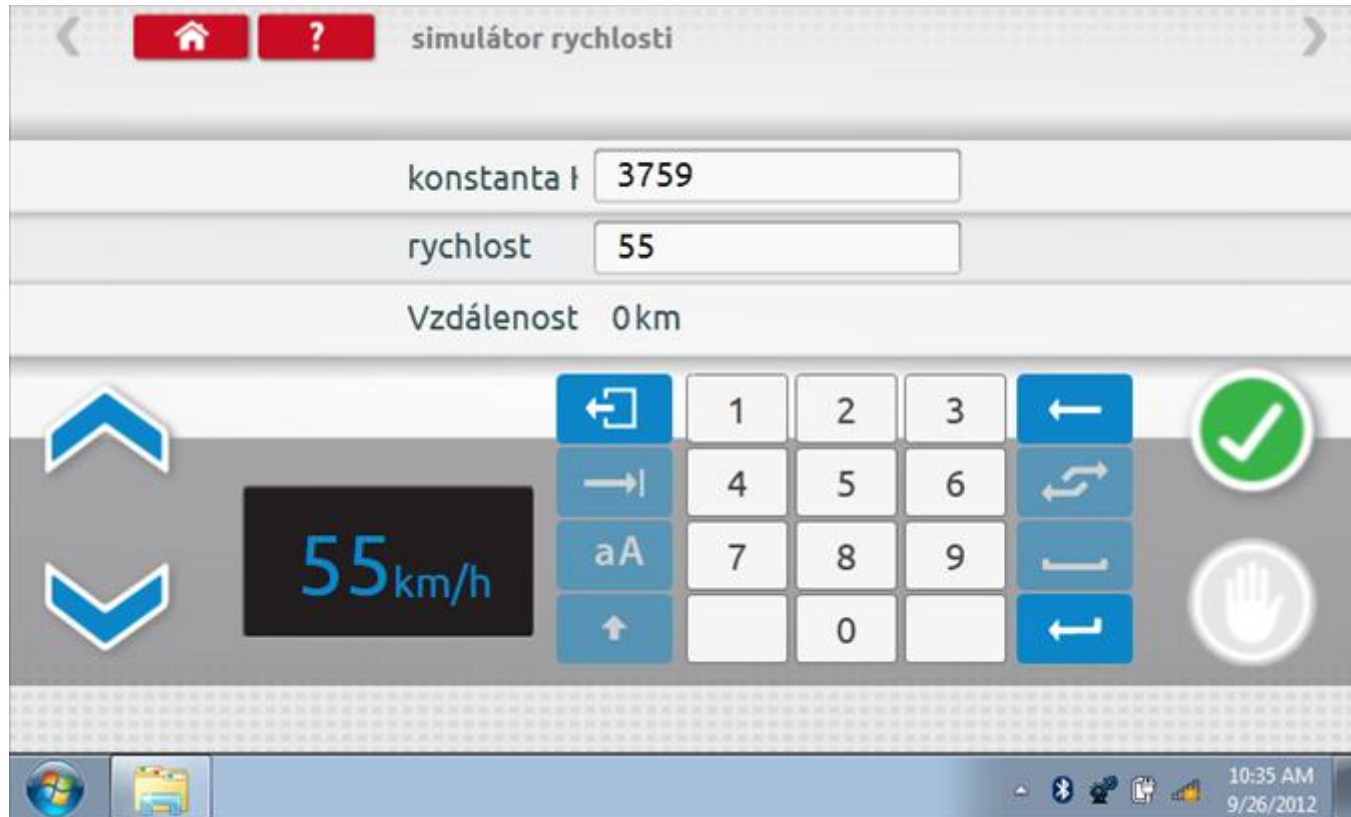 ? simulátor rychlosti
konstanta 3759
rychlost 55
Vzdálenost 0km
1 2 3
4 5 6
55km/h aA 7 8 9
0
10:35 AM
9/26/2012